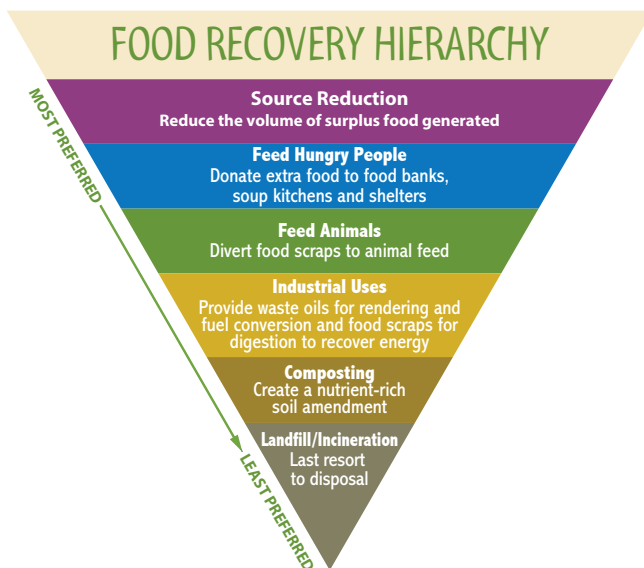 FOOD RECOVERY HIERARCHY
MOST PREFERRED
Source Reduction
Reduce the volume of surplus food generated
Feed Hungry People
Donate extra food to food banks,
soup kitchens and shelters
Feed Animals
Divert food scraps to animal feed
Industrial Uses
Provide waste oils for rendering and
fuel conversion and food scraps for
digestion to recover energy
Composting
Create a nutrient-rich
soil amendment
Landfill/Incineration
Last resort
to disposal
LEAST PREFERRED